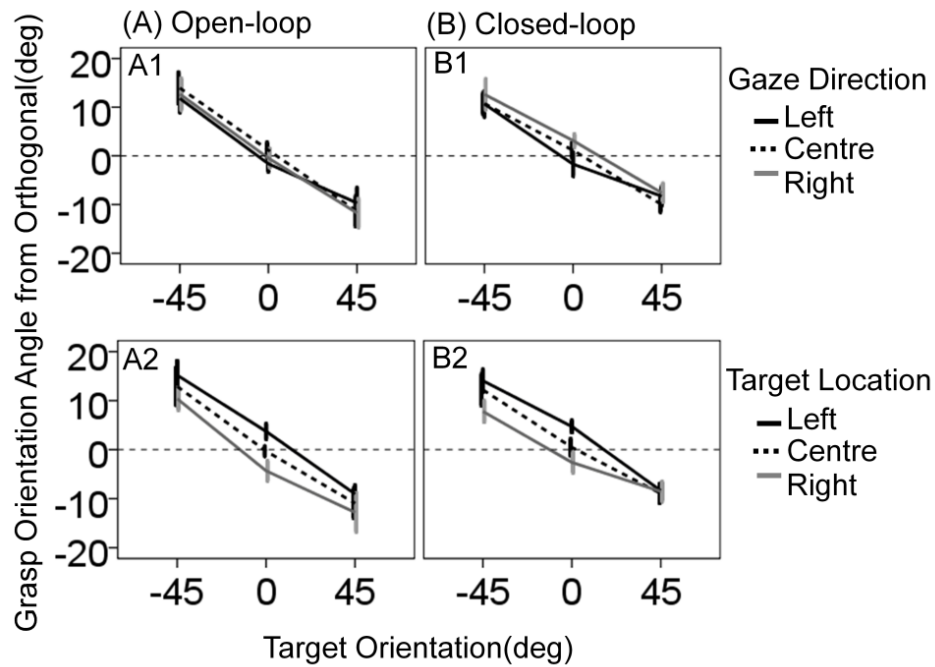 (A) Open-loop
(B) Closed-loop
Grasp Orientation Angle from Orthogonal(deg)
A1
20
10
0
-10
-20
-45 0 45
B1
-45 0 45
Gaze Direction
Left
Centre
Right
A2
20
10
0
-10
-20
-45 0 45
B2
-45 0 45
Target Location
Left
Centre
Right
Target Orientation(deg)